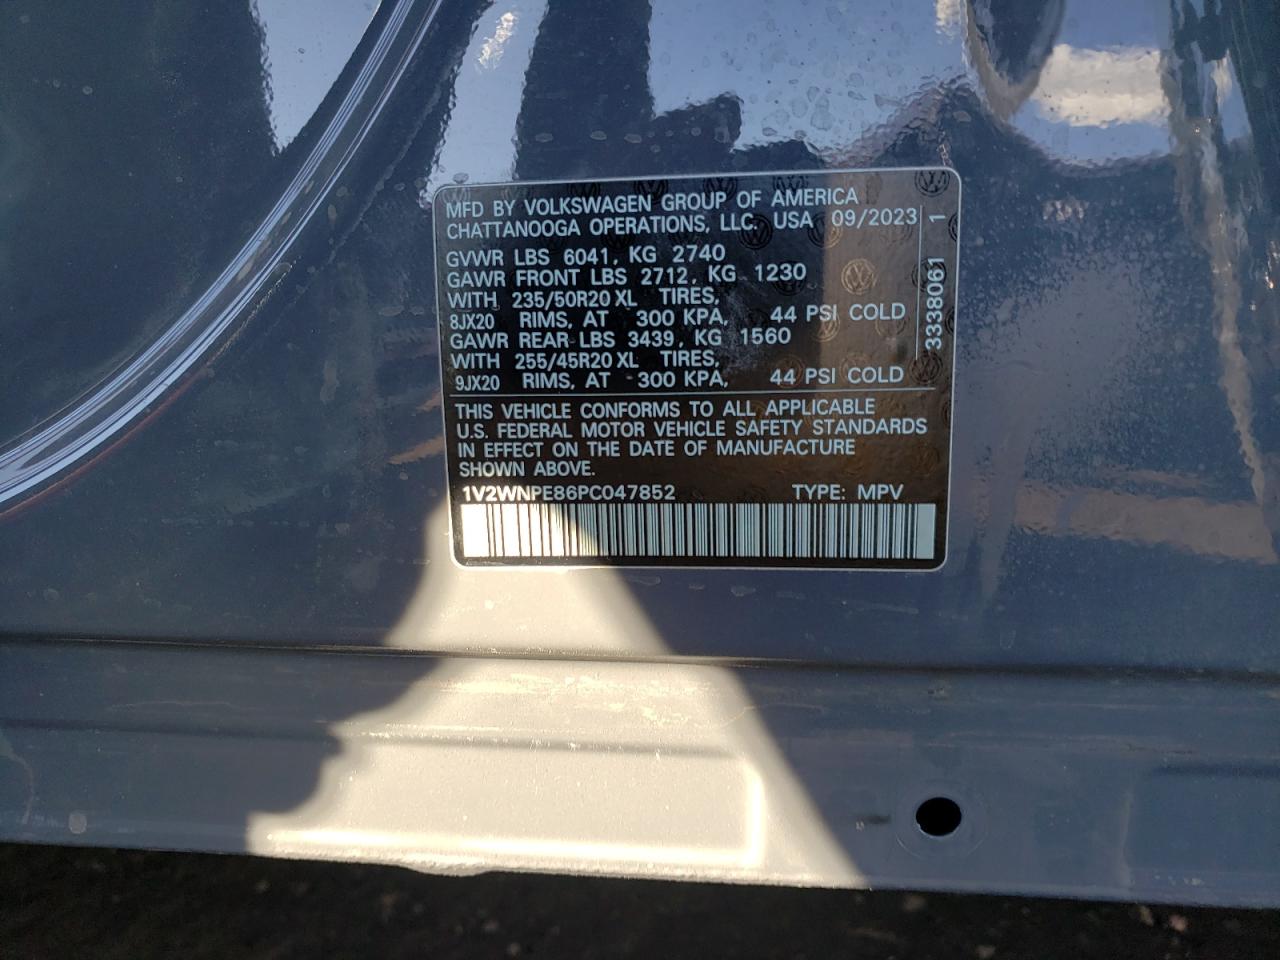 MFD BY VOLKSWAGEN GROUP OF AMERICA
CHATTANOOGA OPERATIONS, LLC. USA 09/2023
GVWR LBS 6041, KG 2740
GAWR FRONT LBS 2712, KG 1230
WITH 235/50R20 XL TIRES,
8JX20 RIMS, AT 300 KPA, 44 PSI COLD
GAWR REAR LBS 3439, KG 1560
WITH 255/45R20 XL TIRES,
9JX20 RIMS, AT 300 KPA, 44 PSI COLD
3338061 1
THIS VEHICLE CONFORMS TO ALL APPLICABLE
U.S. FEDERAL MOTOR VEHICLE SAFETY STANDARDS
IN EFFECT ON THE DATE OF MANUFACTURE
SHOWN ABOVE.
1V2WNPE86PC047852 TYPE: MPV